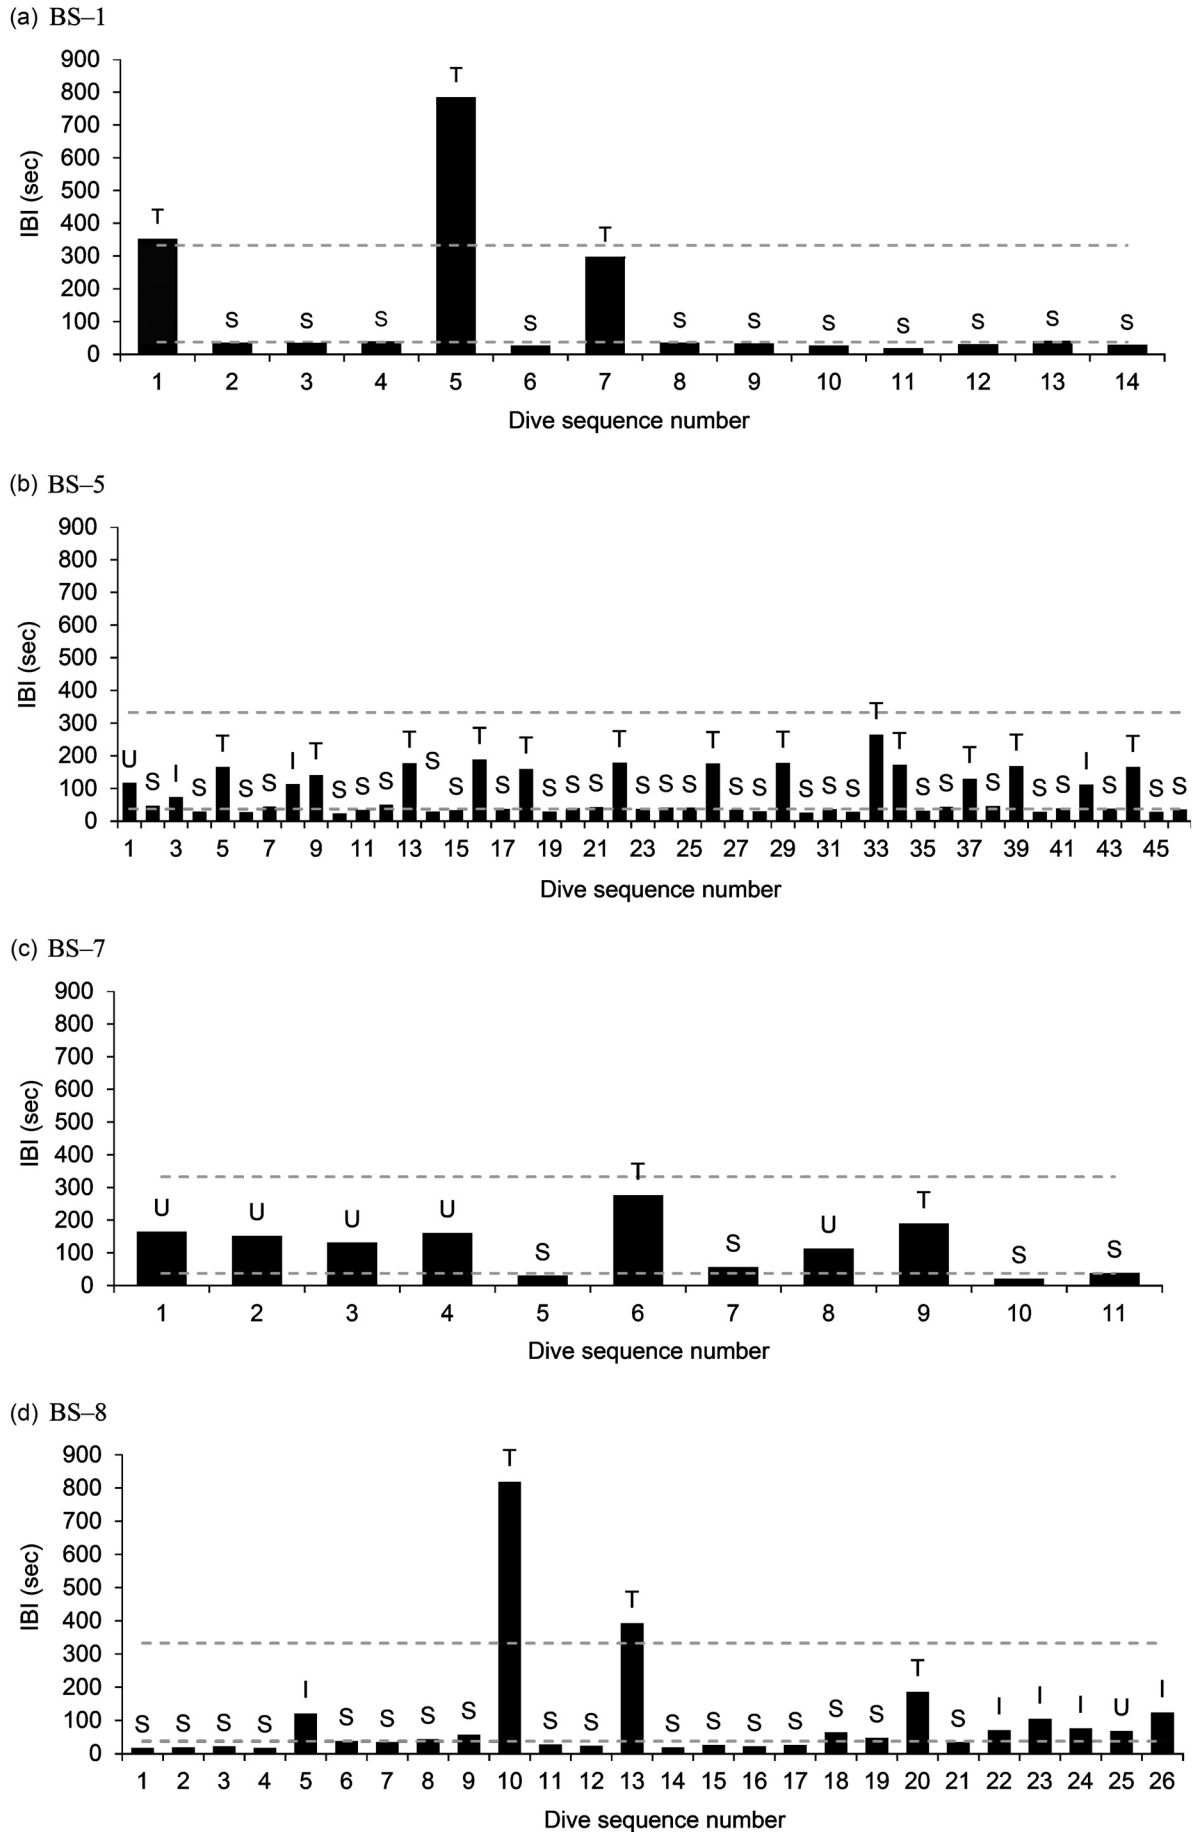 (a) BS–1
900
800
700
600
500
400
300
200
100
0
IBI (sec)
T S S S T S T S S S S S S S
1 2 3 4 5 6 7 8 9 10 11 12 13 14
Dive sequence number
(b) BS–5
900
800
700
600
500
400
300
200
100
0
IBI (sec)
U S I S T S S I T S S S T S S T S T S S S T S S S T S S T S S S T T S S T S T S S I S T S S
1 3 5 7 9 11 13 15 17 19 21 23 25 27 29 31 33 35 37 39 41 43 45
Dive sequence number
(c) BS–7
900
800
700
600
500
400
300
200
100
0
IBI (sec)
U U U U S T S U T S S
1 2 3 4 5 6 7 8 9 10 11
Dive sequence number
(d) BS–8
900
800
700
600
500
400
300
200
100
0
IBI (sec)
S S S S I S S S S T S S T S S S S S S T S I I I U I
1 2 3 4 5 6 7 8 9 10 11 12 13 14 15 16 17 18 19 20 21 22 23 24 25 26
Dive sequence number